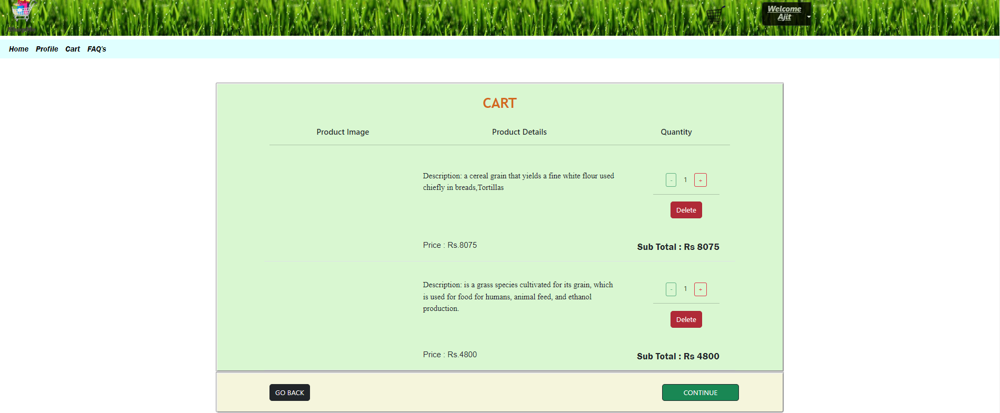 Welcome
Ajit
Home Profile Cart FAQ's
CART
Product Image Product Details Quantity
Description: a cereal grain that yields a fine white flour used
chiefly in breads,Tortillas
- 1 +
Delete
Price : Rs.8075
Sub Total : Rs 8075
Description: is a grass species cultivated for its grain, which
is used for food for humans, animal feed, and ethanol
production.
- 1 +
Delete
Price : Rs.4800
Sub Total : Rs 4800
GO BACK CONTINUE